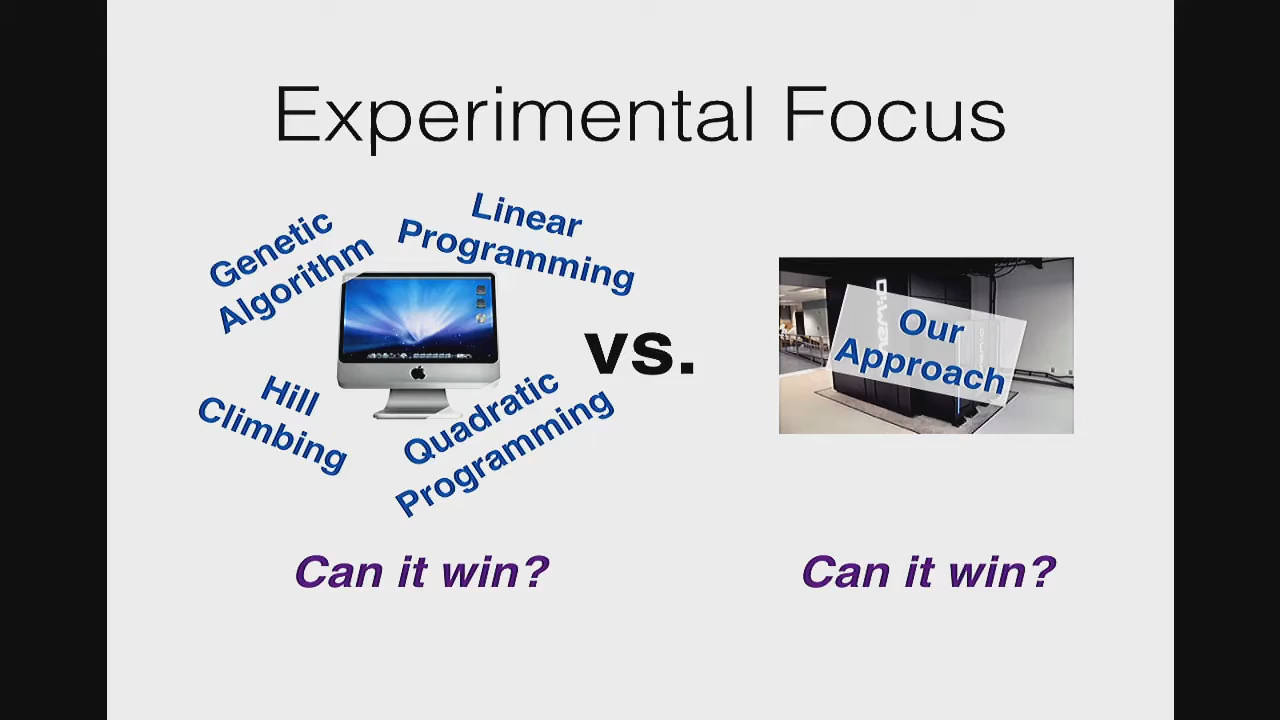 Experimental Focus
Genetic
Algorithm
Linear
Programming
vs.
D:wave
Our
Approach
Hill
Climbing
Quadratic
Programming
Can it win?
Can it win?